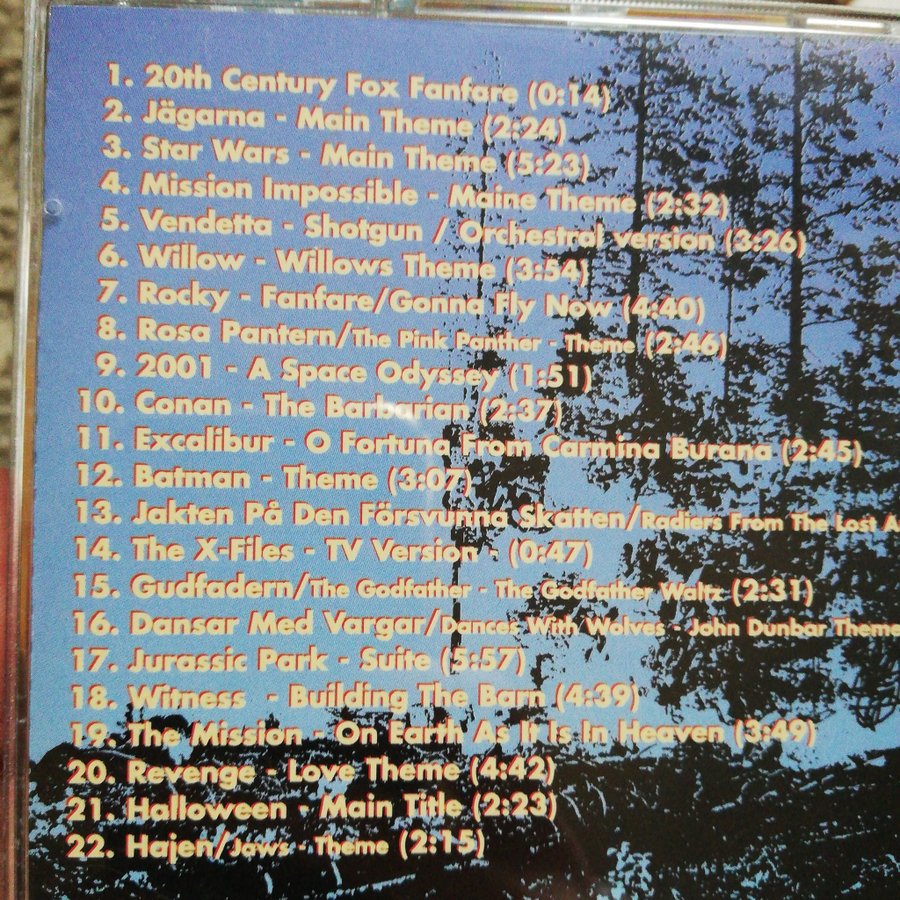 1. 20th Century Fox Fanfare (0:14)
2. Jägarna - Main Theme (2:24)
3. Star Wars - Main Theme (5:23)
4. Mission Impossible - Maine Theme (2:32)
5. Vendetta - Shotgun / Orchestral version (3:26)
6. Willow - Willows Theme (3:54)
7. Rocky - Fanfare/Gonna Fly Now (4:40)
8. Rosa Pantern/The Pink Panther - Theme (2:46)
9. 2001 - A Space Odyssey (1:51)
10. Conan - The Barbarian (2:37)
11. Excalibur - O Fortuna From Carmina Burana (2:45)
12. Batman - Theme (3:07)
13. Jakten På Den Försvunna Skatten/Radiers From The Lost A
14. The X-Files - TV Version - (0:47)
15. Gudfadern/The Godfather - The Godfather Waltz (2:31)
16. Dansar Med Vargar/Dances With Wolves - John Dunbar Theme
17. Jurassic Park - Suite (5:57)
18. Witness - Building The Barn (4:39)
19. The Mission - On Earth As It Is In Heaven (3:49)
20. Revenge - Love Theme (4:42)
21. Halloween - Main Title (2:23)
22. Hajen/Jaws - Theme (2:15)